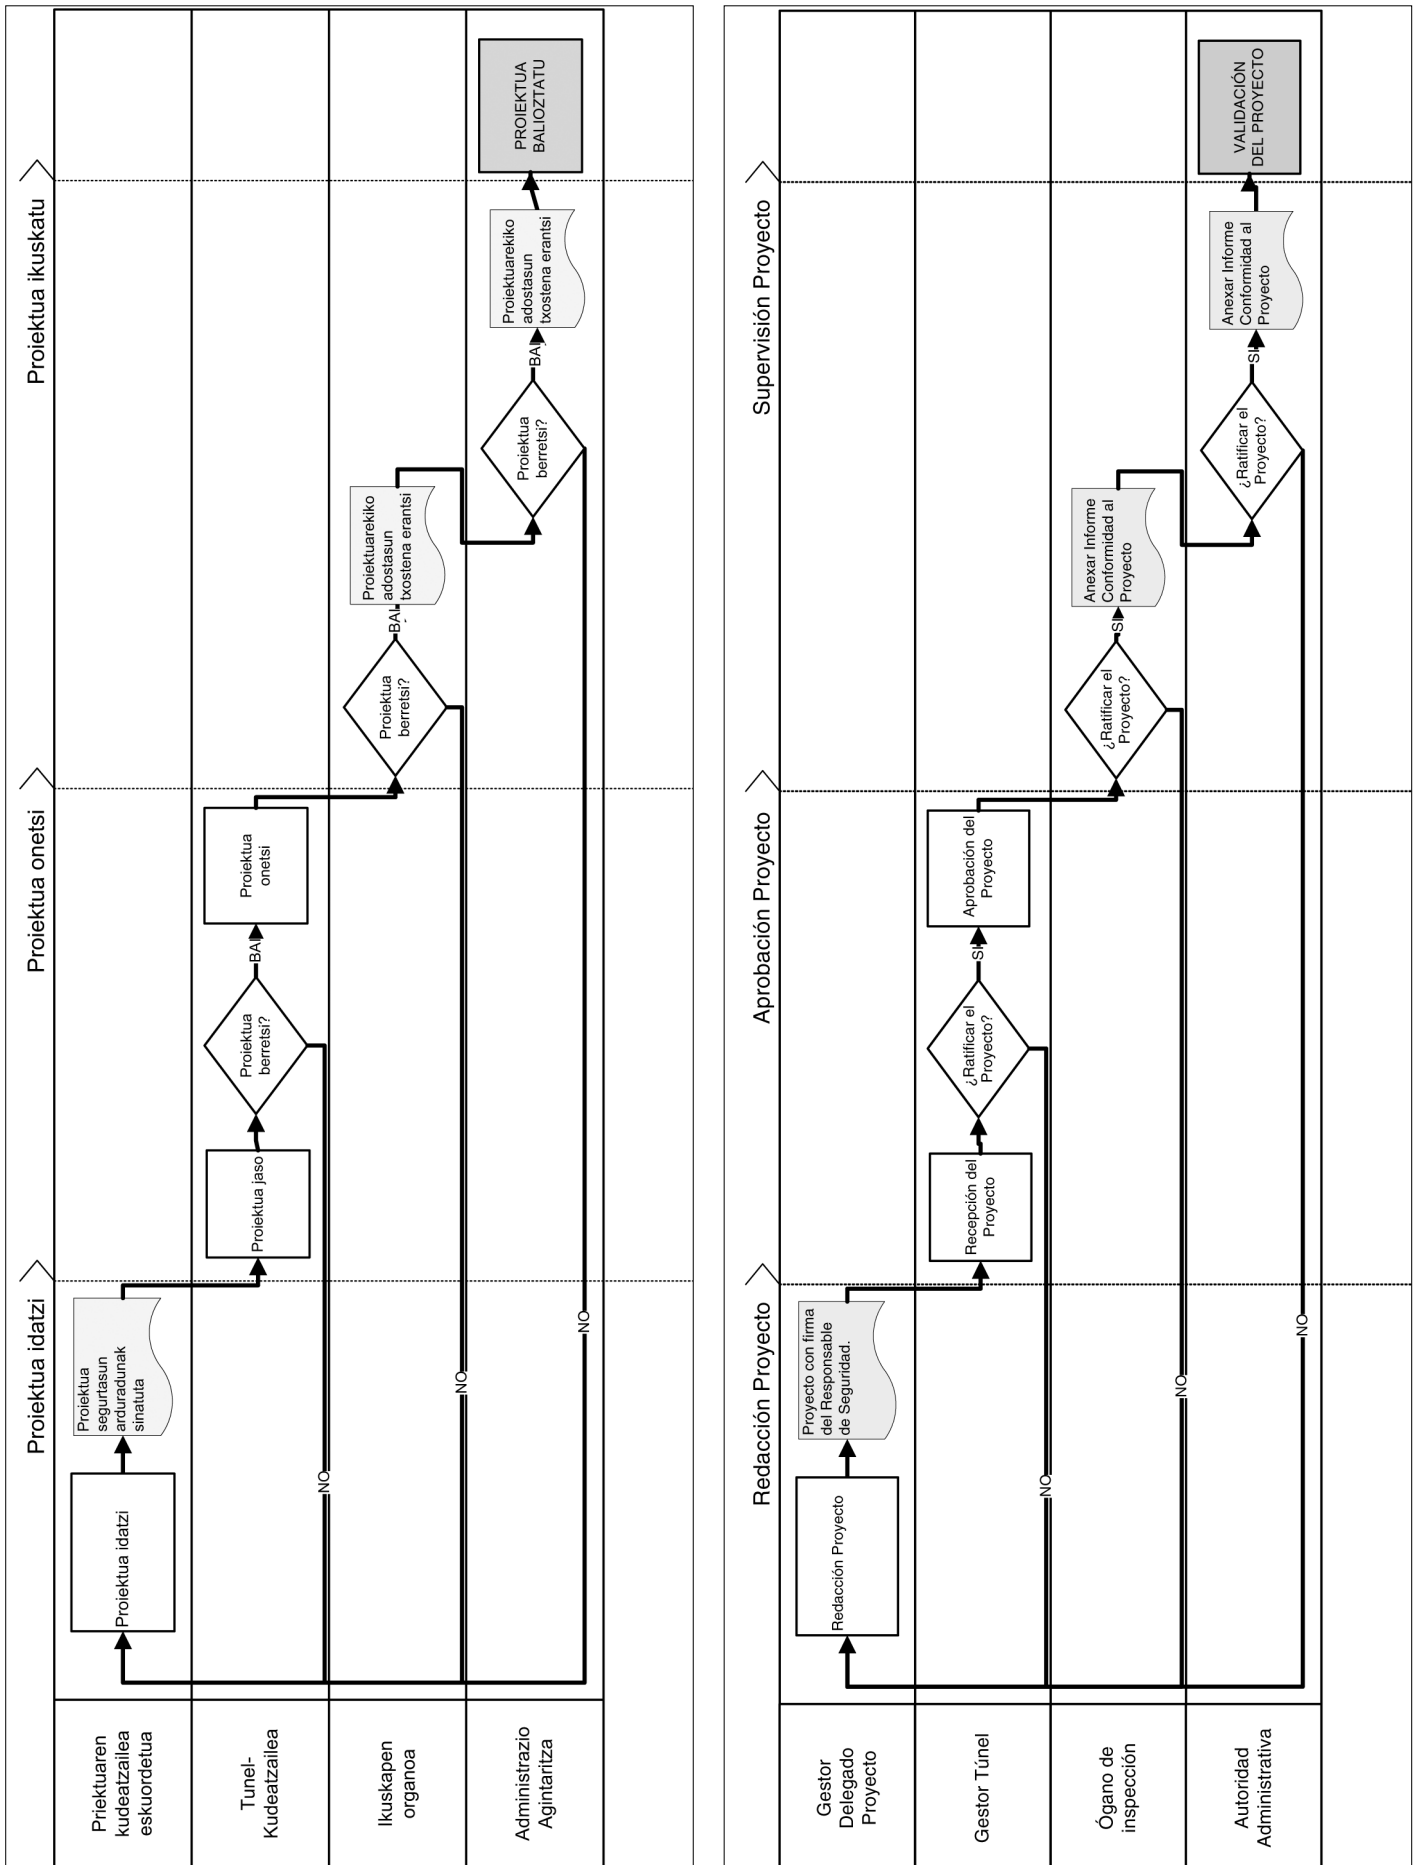 Proiektua idatzi
Proiektua onetsi
Proiektua ikuskatu
Priektuaren
kudeatzailea
eskuordetua
Proiektua idatzi
Proiektua
segurtasun
arduradunak
sinatuta
Tunel-
Kudeatzailea
NO
Proiektua jaso
Proiektua
berretsi?
BAI
Proiektua
onetsi
Ikuskapen
organoa
NO
Proiektua
berretsi?
BAI
Proiektuarekiko
adostasun
txostena erantsi
Administrazio
Agintaritza
NO
Proiektua
berretsi?
BAI
Proiektuarekiko
adostasun
txostena erantsi
PROIEKTUA
BALIOZTATU
Redacción Proyecto
Aprobación Proyecto
Supervisión Proyecto
Gestor
Delegado
Proyecto
Redacción Proyecto
Proyecto con firma
del Responsable
de Seguridad.
Gestor Túnel
NO
Recepción del
Proyecto
¿Ratificar el
Proyecto?
SI
Aprobación del
Proyecto
Ógano de
inspección
NO
¿Ratificar el
Proyecto?
SI
Anexar Informe
Conformidad al
Proyecto
Autoridad
Administrativa
NO
¿Ratificar el
Proyecto?
SI
Anexar Informe
Conformidad al
Proyecto
VALIDACIÓN
DEL PROYECTO